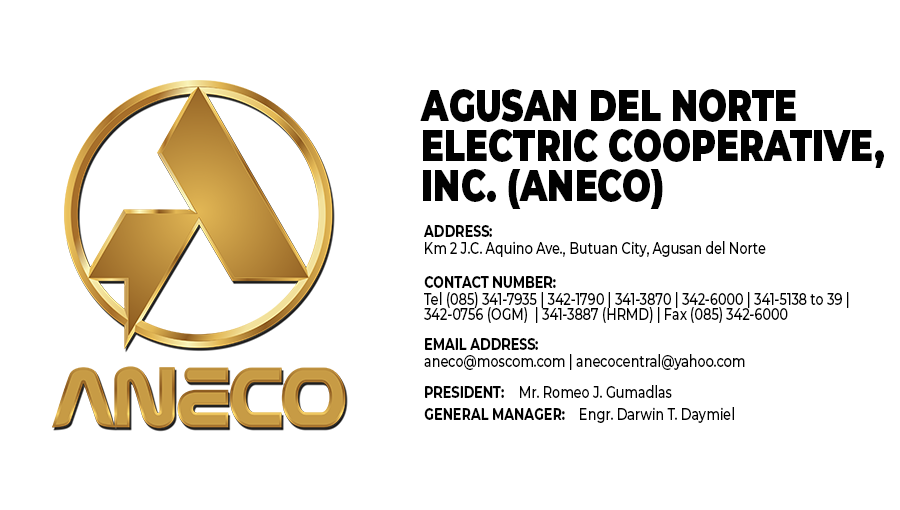 ANECO
AGUSAN DEL NORTE
ELECTRIC COOPERATIVE,
INC. (ANECO)
ADDRESS:
Km 2 J.C. Aquino Ave., Butuan City, Agusan del Norte
CONTACT NUMBER:
Tel (085) 341-7935 | 342-1790 | 341-3870 | 342-6000 | 341-5138 to 39 |
342-0756 (OGM) | 341-3887 (HRMD) | Fax (085) 342-6000
EMAIL ADDRESS:
aneco@moscom.com | anecocentral@yahoo.com
PRESIDENT: Mr. Romeo J. Gumadlas
GENERAL MANAGER: Engr. Darwin T. Daymiel